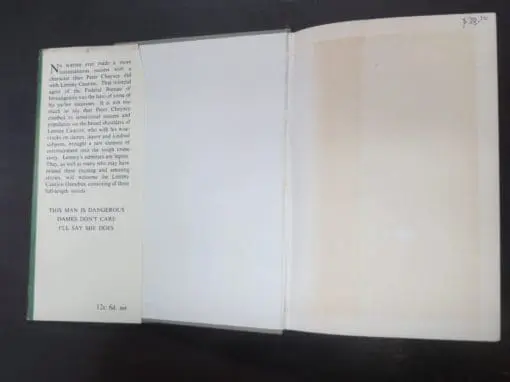 No writer ever made a more
instantaneous success with a
character than Peter Cheyney did
with Lemmy Caution. That tearful
agent of the Federal Bureau of
Investigation was the hero of some of
his earlier successes. It is not too
much to say that Peter Cheyney
climbed to sensational success and
popularity on the broad shoulders of
Lemmy Caution, who with his wise-
cracks on dames, liquor and kindred
subjects, brought a new element of
entertainment into the tough crime
story. Lemmy's admirers are legion.
They, as well as many who may have
missed these exciting and amusing
stories, will welcome the Lemmy
Caution Omnibus, consisting of three
full-length novels
THIS MAN IS DANGEROUS
DAMES DON'T CARE
I'LL SAY SHE DOES
12s. 6d. net